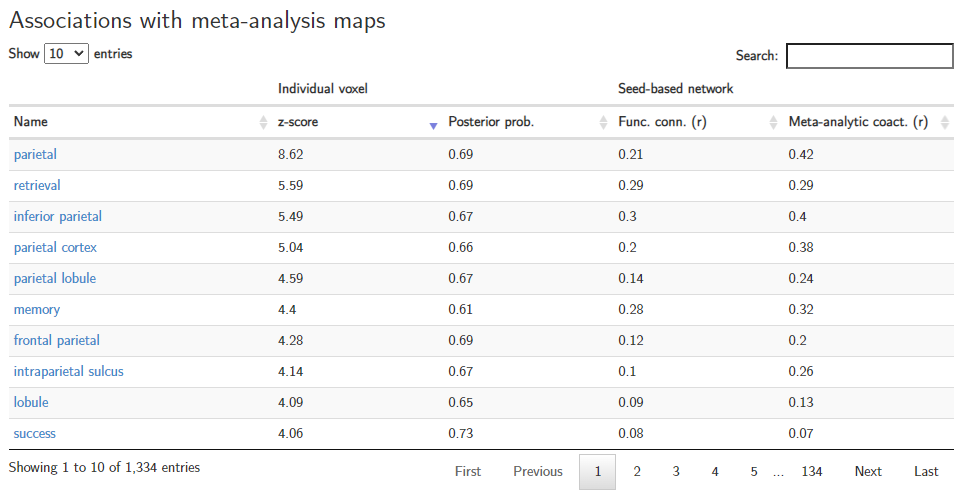 Associations with meta-analysis maps
Show 10 entries Search:
Individual voxel Seed-based network
Name z-score Posterior prob. Func. conn. (r) Meta-analytic coact. (r)
parietal 8.62 0.69 0.21 0.42
retrieval 5.59 0.69 0.29 0.29
inferior parietal 5.49 0.67 0.3 0.4
parietal cortex 5.04 0.66 0.2 0.38
parietal lobule 4.59 0.67 0.14 0.24
memory 4.4 0.61 0.28 0.32
frontal parietal 4.28 0.69 0.12 0.2
intraparietal sulcus 4.14 0.67 0.1 0.26
lobule 4.09 0.65 0.09 0.13
success 4.06 0.73 0.08 0.07
Showing 1 to 10 of 1,334 entries First Previous 1 2 3 4 5 ... 134 Next Last